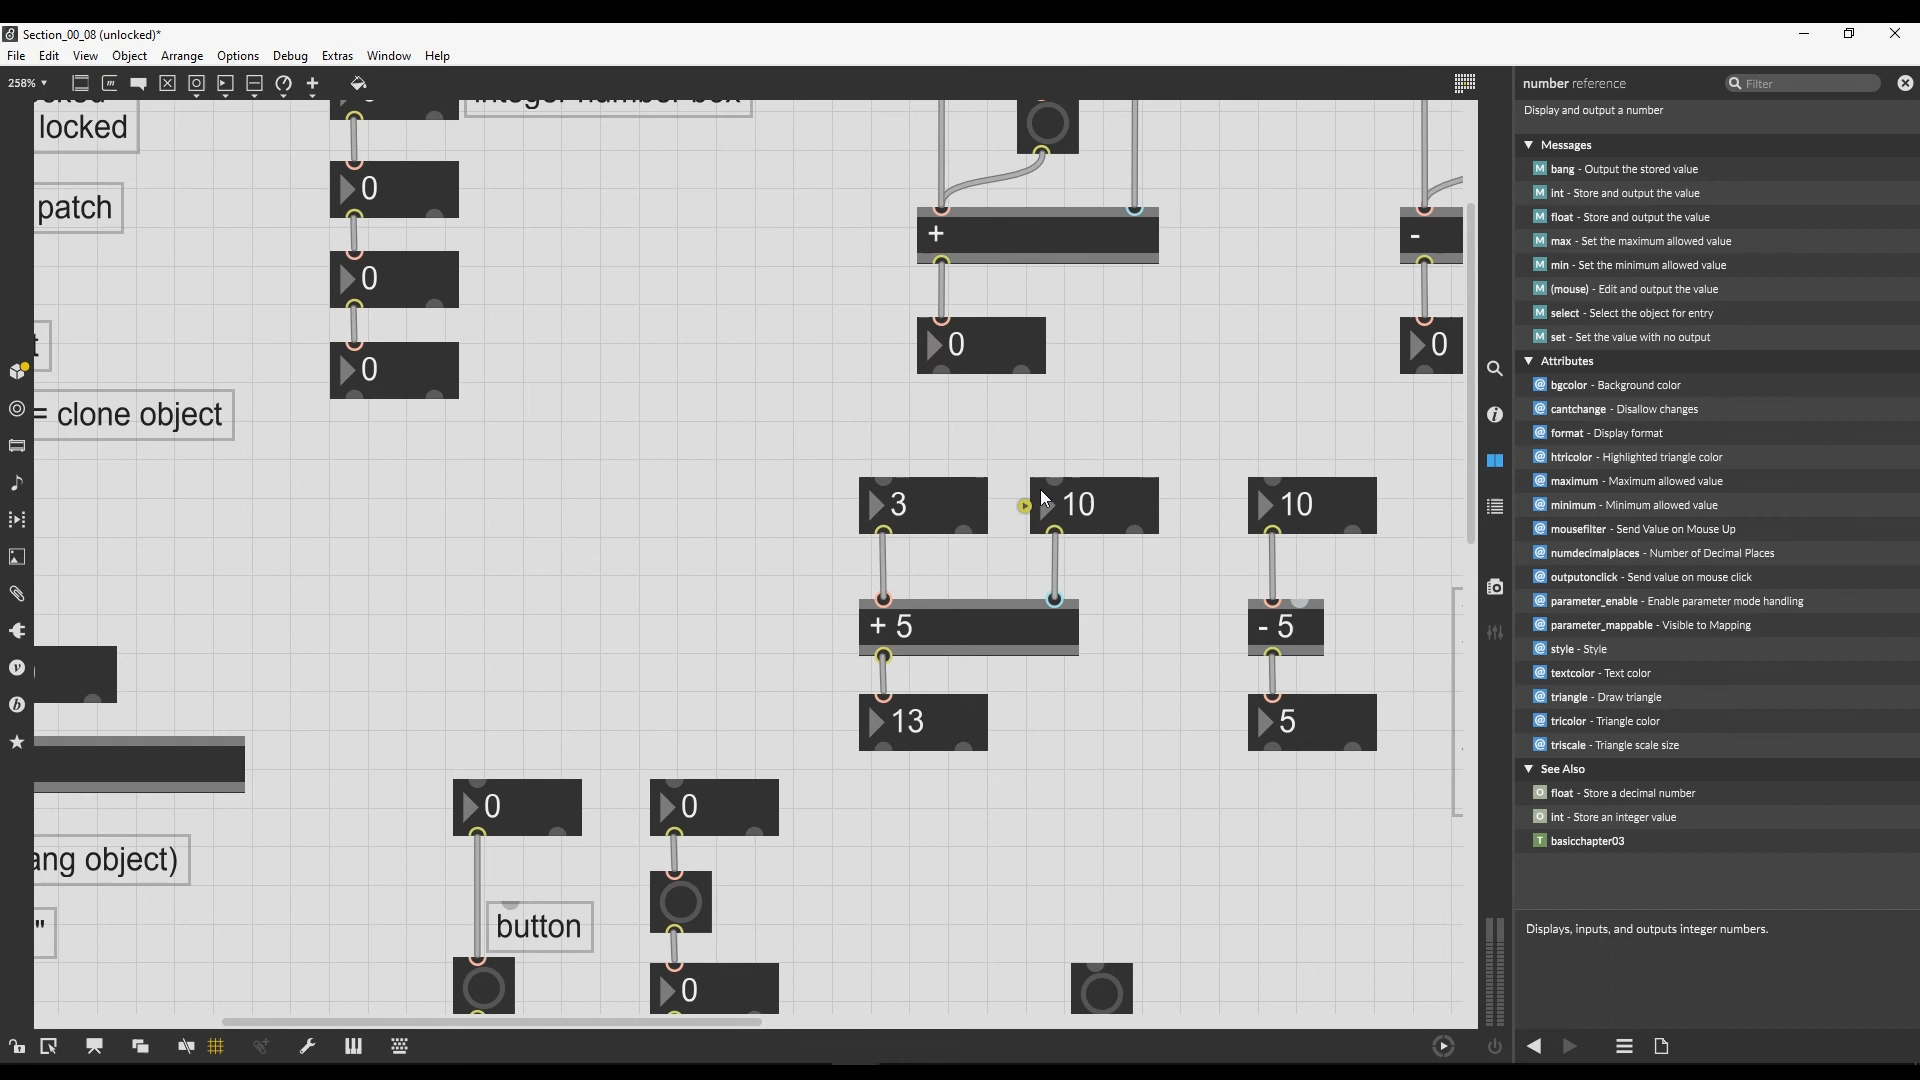 Section_00_08 (unlocked)*
File Edit View Object Arrange Options Debug Extras Window Help
258%
number reference
Filter
Display and output a number
Messages
M bang - Output the stored value
M int - Store and output the value
M float - Store and output the value
M max - Set the maximum allowed value
M min - Set the minimum allowed value
M (mouse) - Edit and output the value
M select - Select the object for entry
M set - Set the value with no output
Attributes
@ bgcolor - Background color
@ cantchange - Disallow changes
@ format - Display format
@ htricolor - Highlighted triangle color
@ maximum - Maximum allowed value
@ minimum - Minimum allowed value
@ mousefilter - Send Value on Mouse Up
@ numdecimalplaces - Number of Decimal Places
@ outputonclick - Send value on mouse click
@ parameter_enable - Enable parameter mode handling
@ parameter_mappable - Visible to Mapping
@ style - Style
@ textcolor - Text color
@ triangle - Draw triangle
@ tricolor - Triangle color
@ triscale - Triangle scale size
See Also
O float - Store a decimal number
O int - Store an integer value
T basicchapter03
Displays, inputs, and outputs integer numbers.
integer number box
locked
patch
= clone object
0
0
0
+
0
-
0
3
10
+ 5
13
10
- 5
5
ang object)
"
0
button
0
0